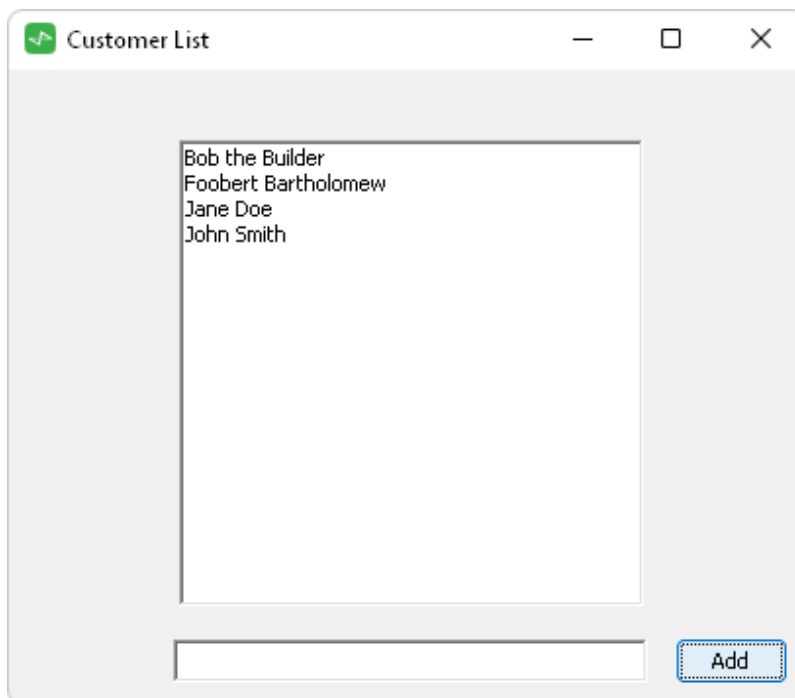 Customer List
Bob the Builder
Foobert Bartholomew
Jane Doe
John Smith
Add